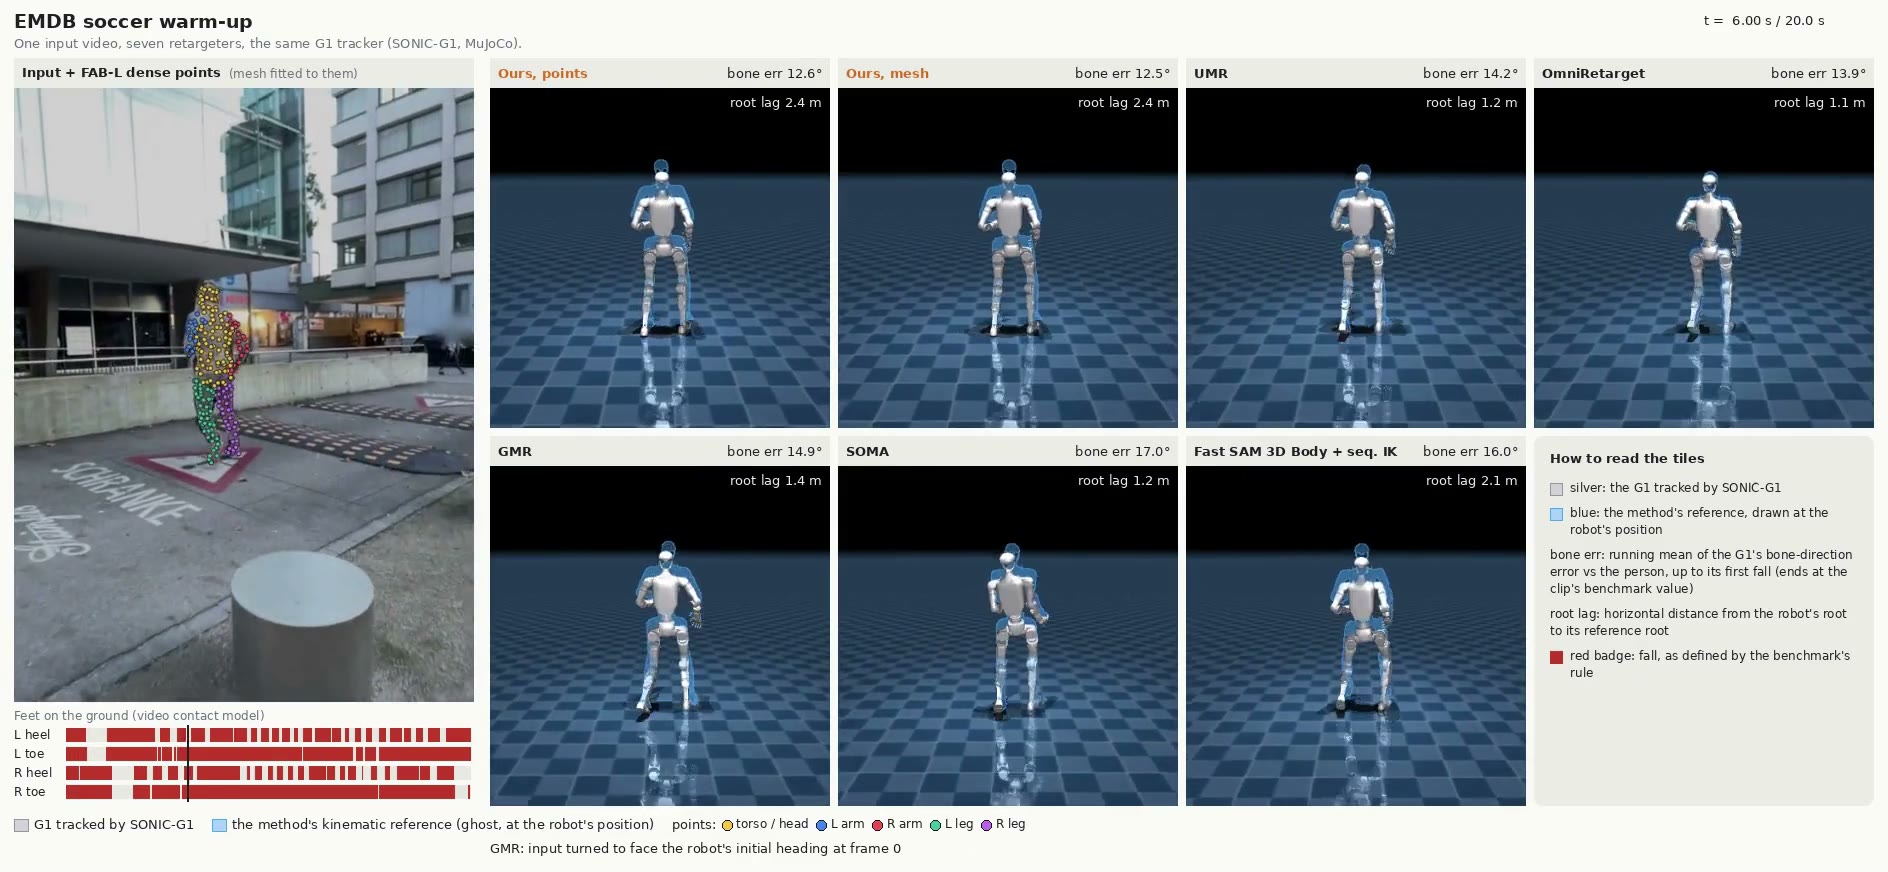 EMDB soccer warm-up
t = 6.00 s / 20.0 s
One input video, seven retargeters, the same G1 tracker (SONIC-G1, MuJoCo).
Input + FAB-L dense points (mesh fitted to them)
SCHRANKE
Feet on the ground (video contact model)
L heel
L toe
R heel
R toe
Ours, points bone err 12.6°
root lag 2.4 m
Ours, mesh bone err 12.5°
root lag 2.4 m
UMR bone err 14.2°
root lag 1.2 m
OmniRetarget bone err 13.9°
root lag 1.1 m
GMR bone err 14.9°
root lag 1.4 m
SOMA bone err 17.0°
root lag 1.2 m
Fast SAM 3D Body + seq. IK bone err 16.0°
root lag 2.1 m
How to read the tiles
silver: the G1 tracked by SONIC-G1
blue: the method's reference, drawn at the
robot's position
bone err: running mean of the G1's bone-direction
error vs the person, up to its first fall (ends at the
clip's benchmark value)
root lag: horizontal distance from the robot's root
to its reference root
red badge: fall, as defined by the benchmark's
rule
G1 tracked by SONIC-G1 the method's kinematic reference (ghost, at the robot's position) points: torso / head L arm R arm L leg R leg
GMR: input turned to face the robot's initial heading at frame 0